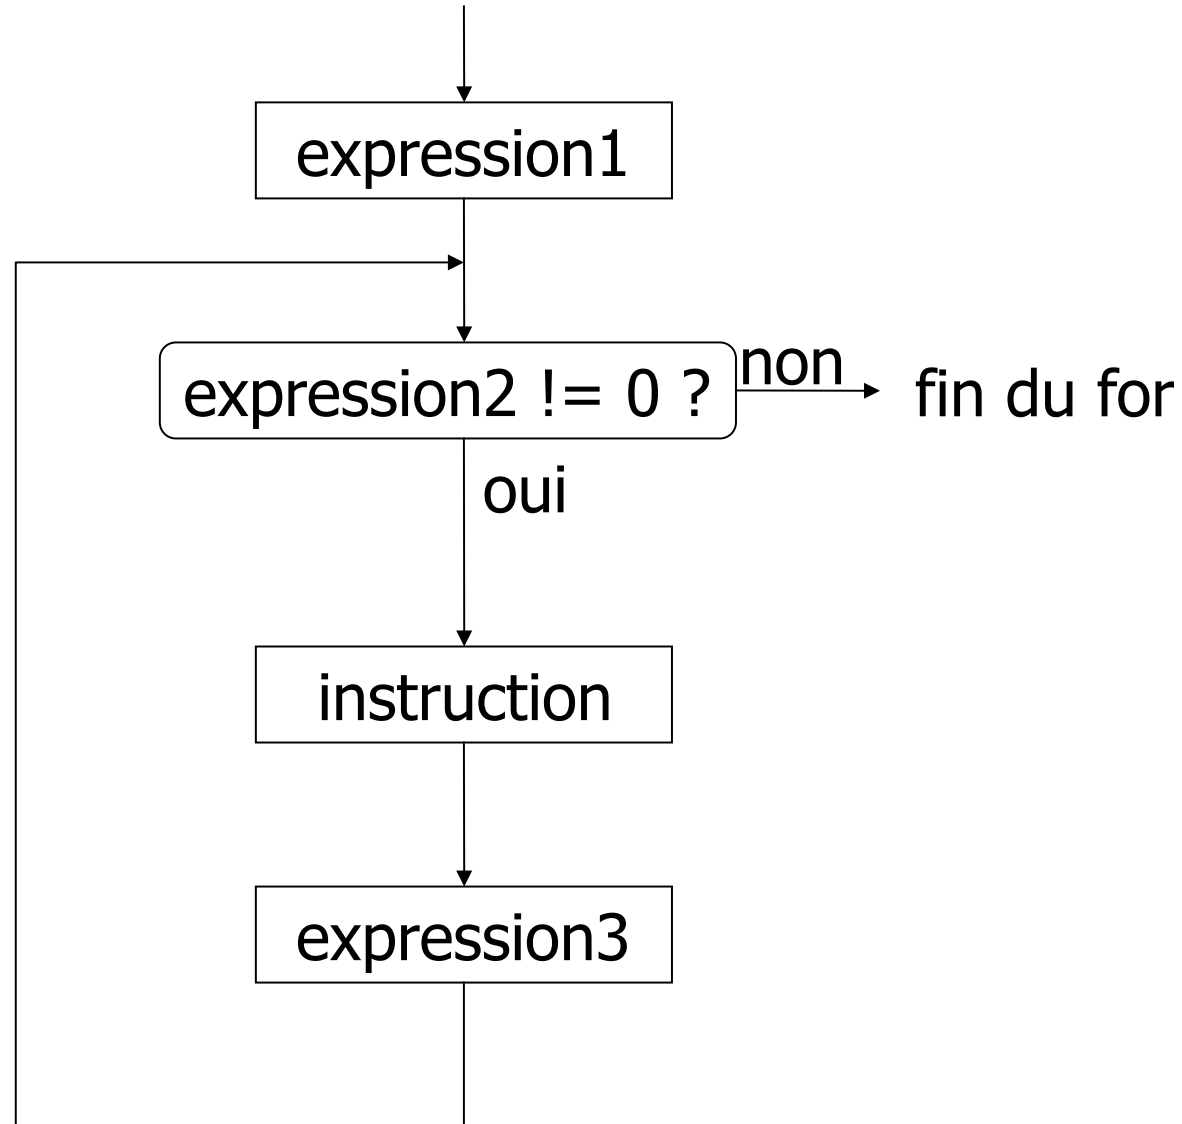 expression1
expression2 != 0 ?
non
fin du for
oui
instruction
expression3